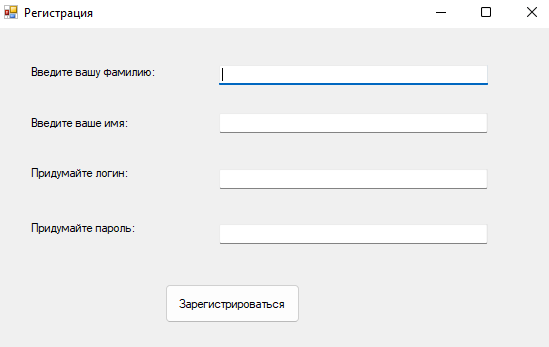 Регистрация
Введите вашу фамилию:
Введите ваше имя:
Придумайте логин:
Придумайте пароль:
Зарегистрироваться